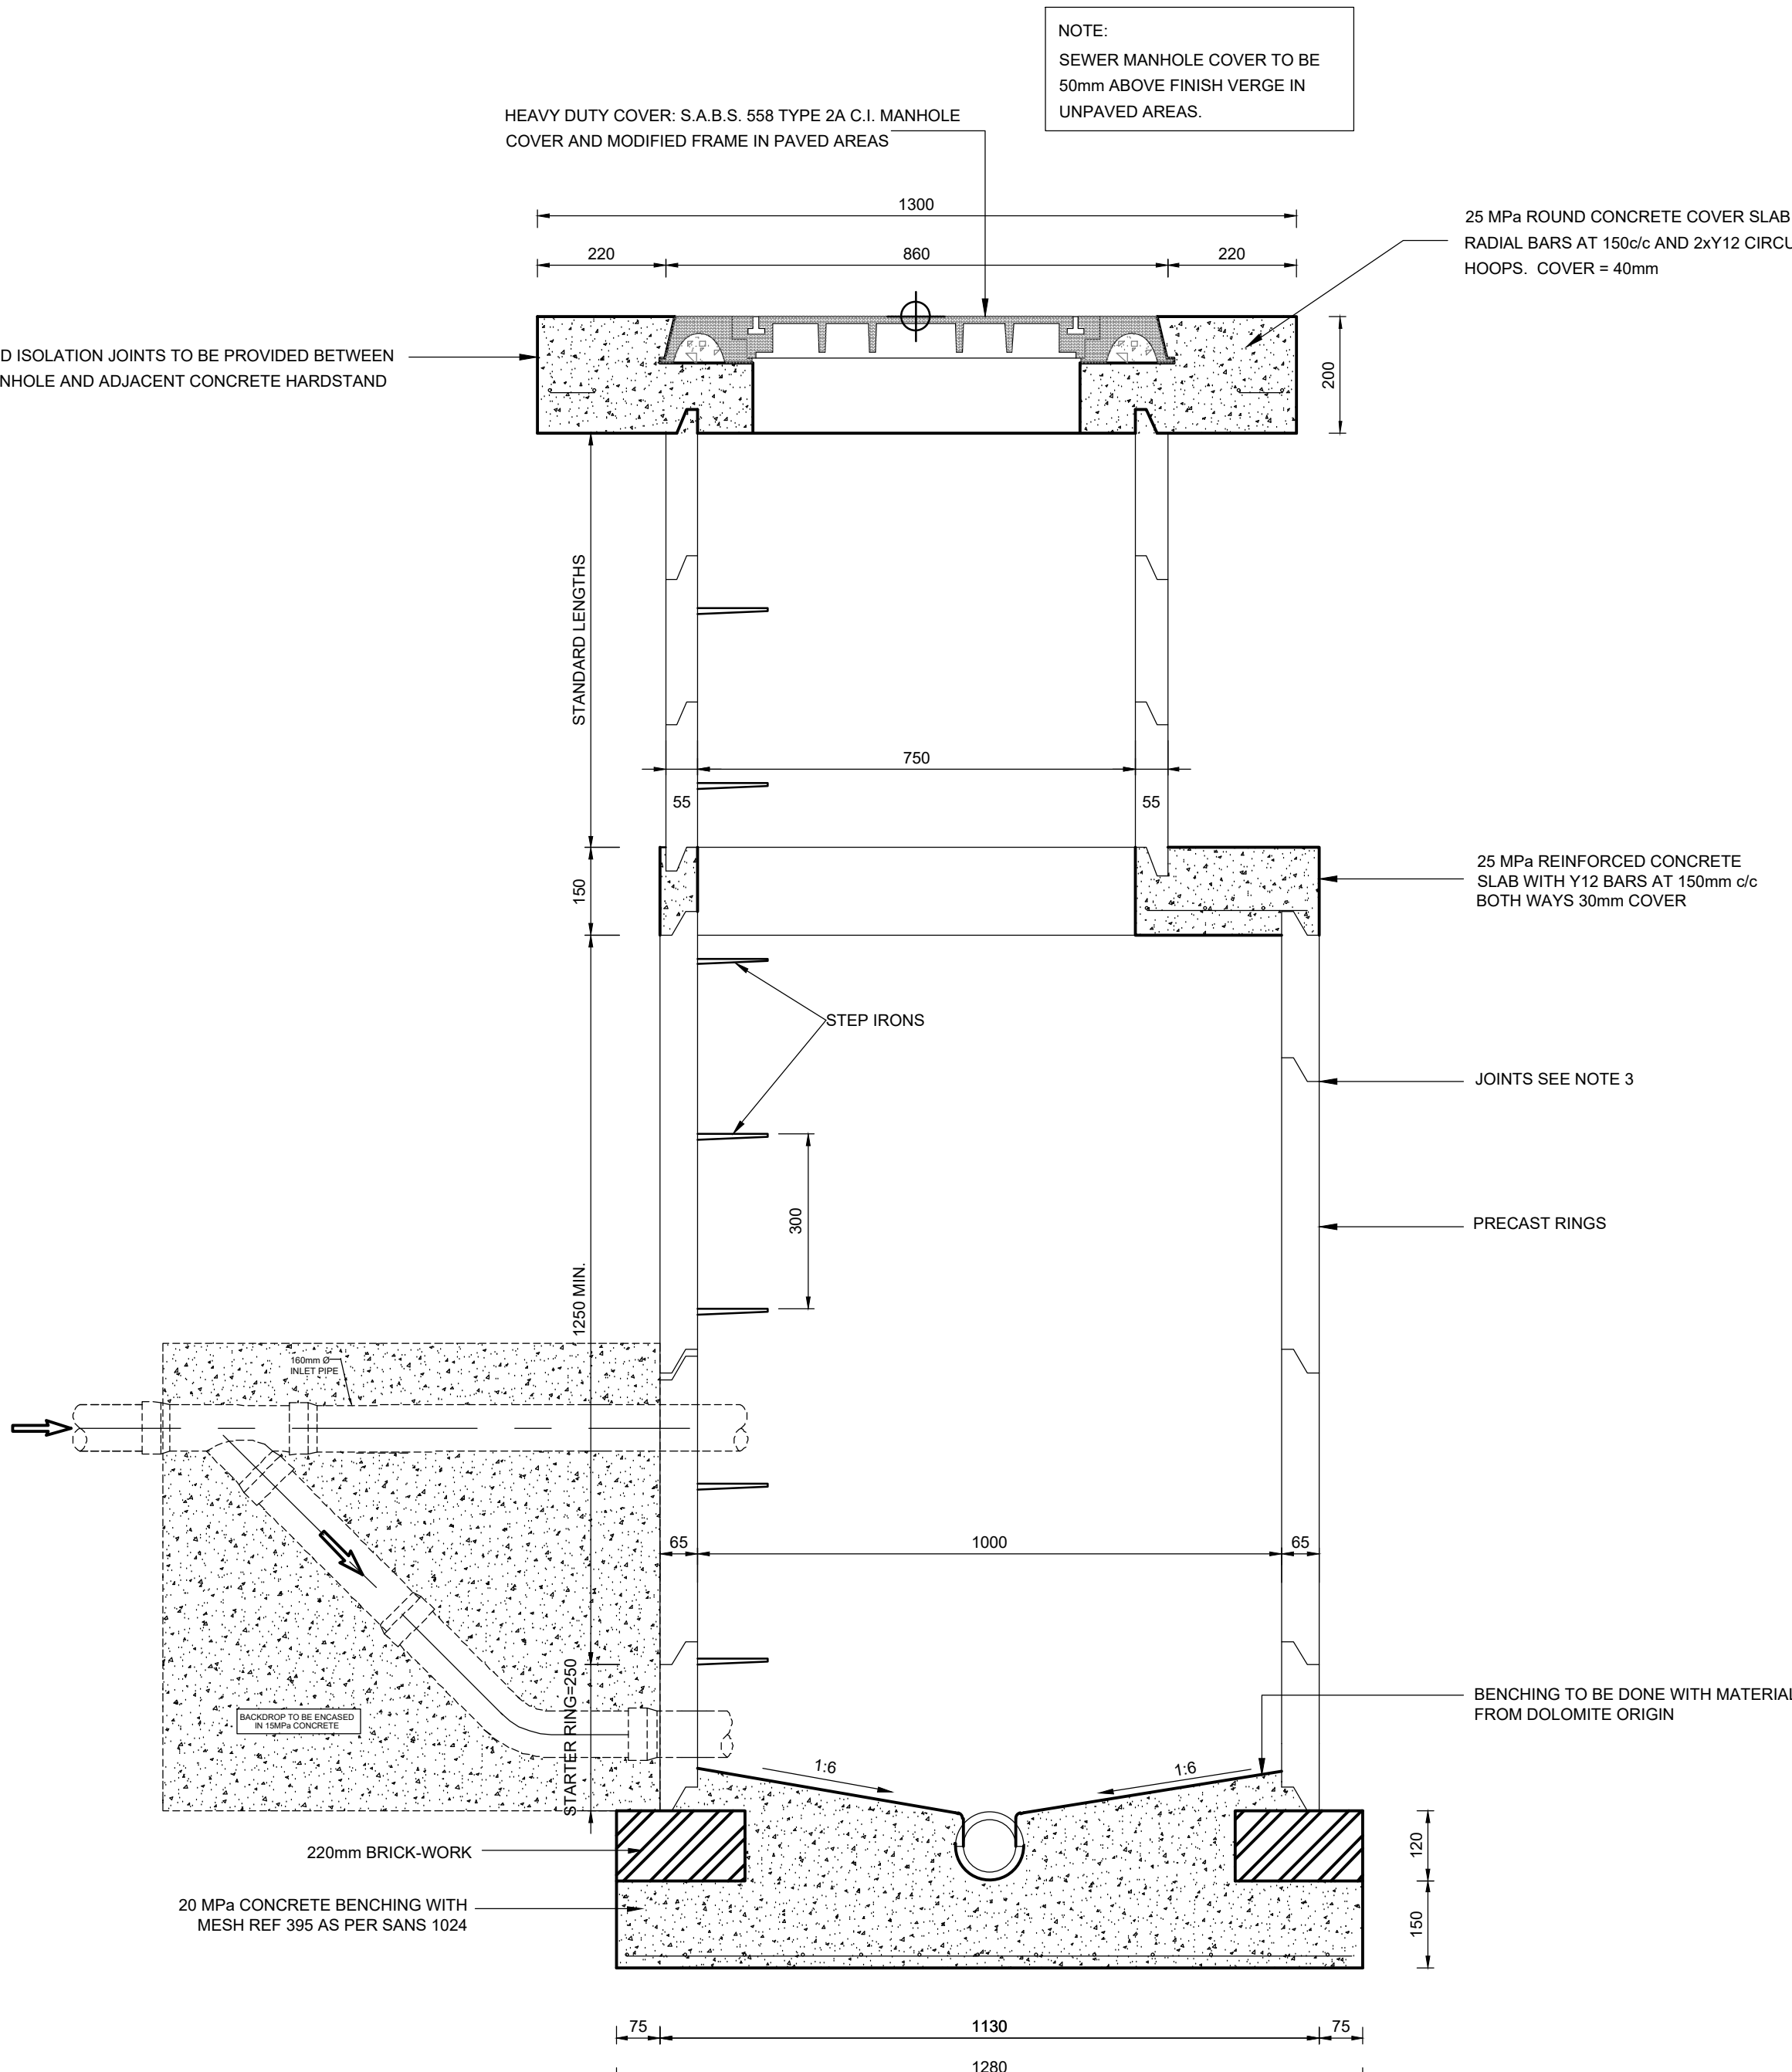 NOTE:
SEWER MANHOLE COVER TO BE
50mm ABOVE FINISH VERGE IN
UNPAVED AREAS.
HEAVY DUTY COVER: S.A.B.S. 558 TYPE 2A C.I. MANHOLE
COVER AND MODIFIED FRAME IN PAVED AREAS
1300
220
860
220
25 MPa ROUND CONCRETE COVER SLAB
RADIAL BARS AT 150c/c AND 2xY12 CIRCU
HOOPS. COVER = 40mm
D ISOLATION JOINTS TO BE PROVIDED BETWEEN
NHOLE AND ADJACENT CONCRETE HARDSTAND
200
STANDARD LENGTHS
750
55
55
150
25 MPa REINFORCED CONCRETE
SLAB WITH Y12 BARS AT 150mm c/c
BOTH WAYS 30mm COVER
STEP IRONS
JOINTS SEE NOTE 3
300
PRECAST RINGS
1250 MIN.
160mm Ø
INLET PIPE
65
1000
65
STARTER RING=250
BACKDROP TO BE ENCASED
IN 15MPa CONCRETE
BENCHING TO BE DONE WITH MATERIAL
FROM DOLOMITE ORIGIN
1:6
1:6
220mm BRICK-WORK
120
20 MPa CONCRETE BENCHING WITH
MESH REF 395 AS PER SANS 1024
150
75
1130
75
1280